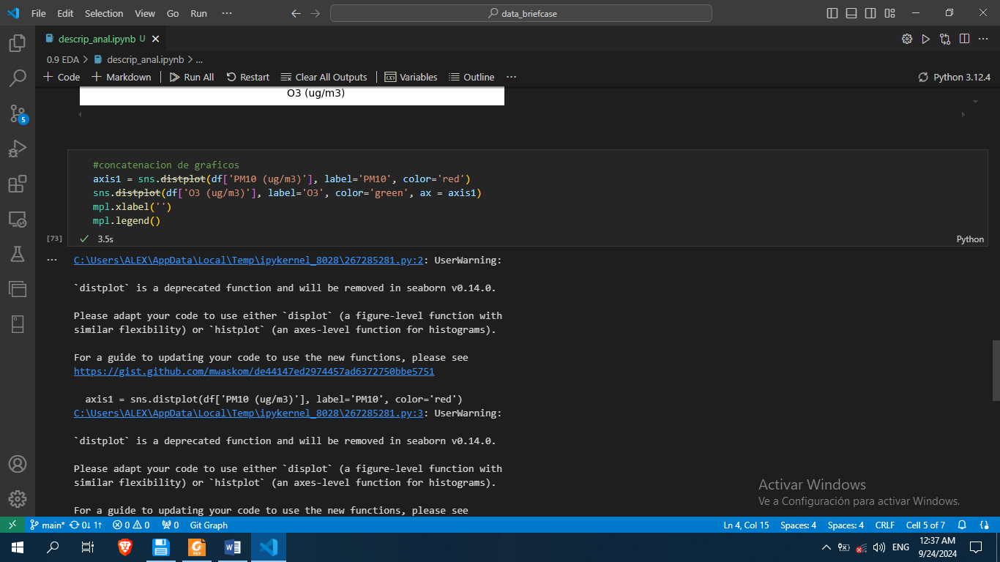 File Edit Selection View Go Run ···
data_briefcase
descrip_anal.ipynb U
0.9 EDA > descrip_anal.ipynb > ...
+ Code + Markdown Run All Restart Clear All Outputs Variables Outline ··· Python 3.12.4
5
O3 (ug/m3)
#concatenacion de graficos
axis1 = sns.distplot(df['PM10 (ug/m3)'], label='PM10', color='red')
sns.distplot(df['O3 (ug/m3)'], label='O3', color='green', ax = axis1)
mpl.xlabel('')
mpl.legend()
[73] 3.5s Python
C:\Users\ALEX\AppData\Local\Temp\ipykernel_8028\267285281.py:2: UserWarning:
`distplot` is a deprecated function and will be removed in seaborn v0.14.0.
Please adapt your code to use either `displot` (a figure-level function with
similar flexibility) or `histplot` (an axes-level function for histograms).
For a guide to updating your code to use the new functions, please see
https://gist.github.com/mwaskom/de44147ed2974457ad6372750bbe5751
axis1 = sns.distplot(df['PM10 (ug/m3)'], label='PM10', color='red')
C:\Users\ALEX\AppData\Local\Temp\ipykernel_8028\267285281.py:3: UserWarning:
`distplot` is a deprecated function and will be removed in seaborn v0.14.0.
Please adapt your code to use either `displot` (a figure-level function with
similar flexibility) or `histplot` (an axes-level function for histograms).
For a guide to updating your code to use the new functions, please see
Activar Windows
Ve a Configuración para activar Windows.
main* 0↓ 1↑ 0 0 0 Git Graph Ln 4, Col 15 Spaces: 4 Spaces: 4 CRLF Cell 5 of 7
ENG
12:37 AM
9/24/2024